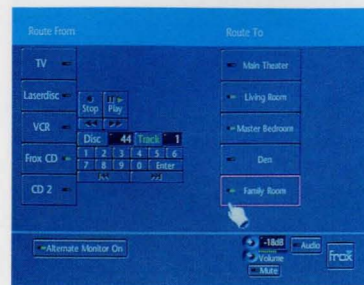 Route From
Route To
TV
Main Theater
Laserdisc
Stop Play
Living Room
VCR
Disc 44 Track 1
Master Bedroom
1 2 3 4 5 6
Frox CD
7 8 9 0 Enter
Den
CD 2
Family Room
Alternate Monitor On
-18dB
Audio
Volume
Mute
frox